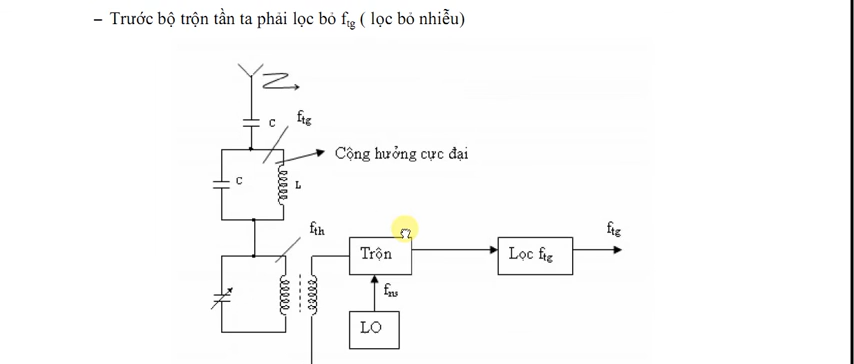 – Trước bộ trộn tần ta phải lọc bỏ ftg ( lọc bỏ nhiễu)
C
ftg
Cộng hưởng cực đại
C
L
fth
ftg
Trộn
Lọc ftg
fns
LO